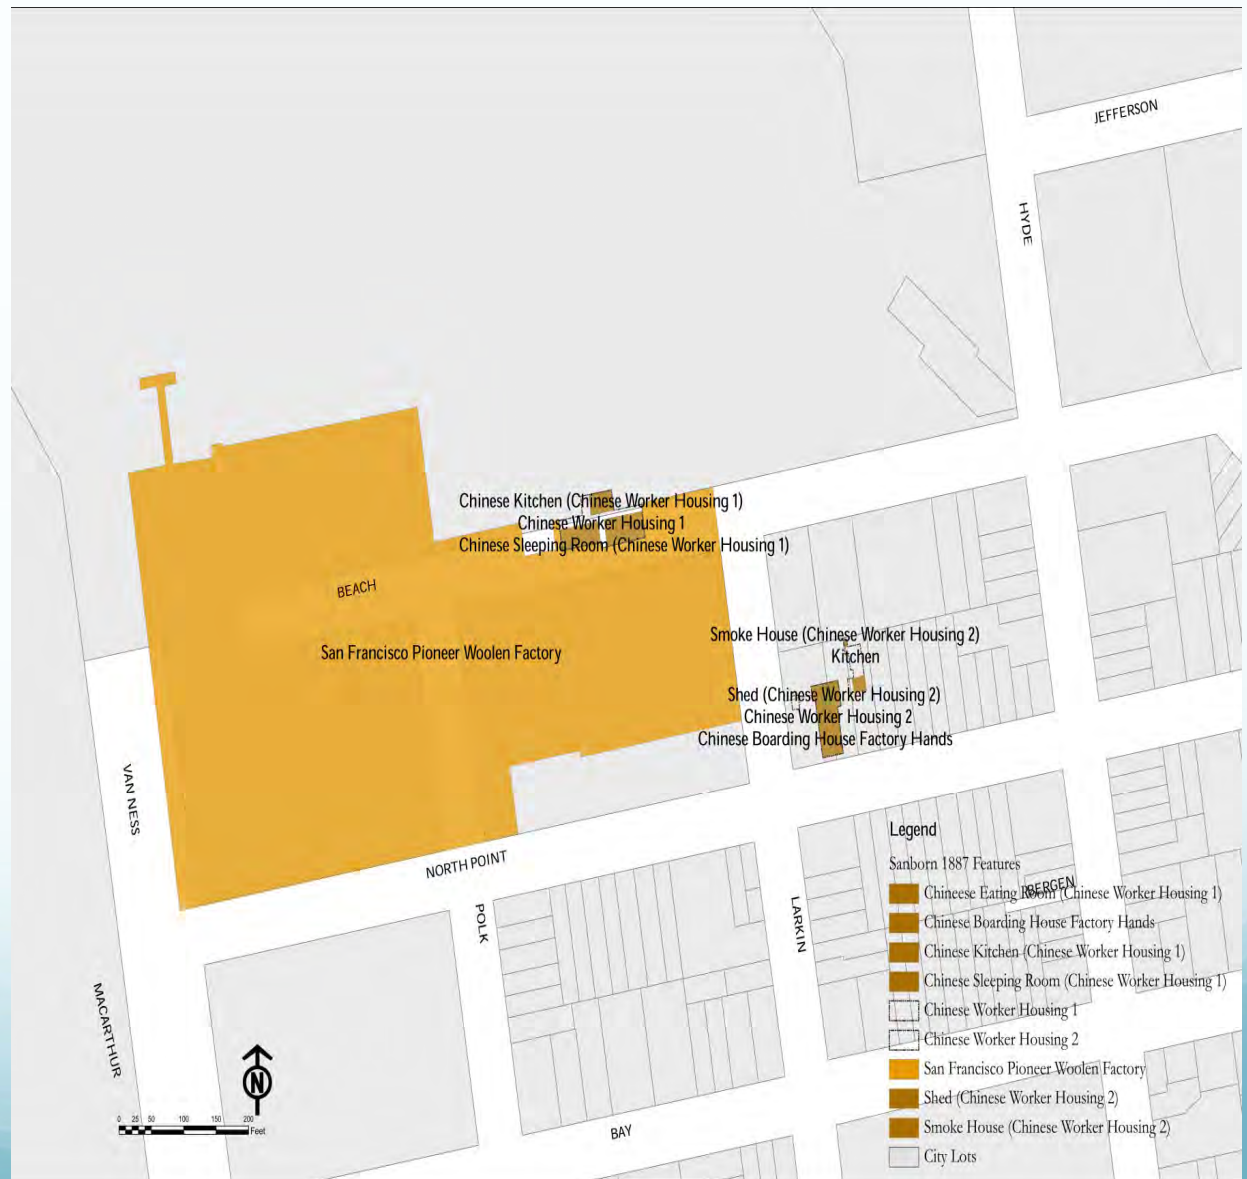 JEFFERSON
HYDE
Chinese Kitchen (Chinese Worker Housing 1)
Chinese Worker Housing 1
Chinese Sleeping Room (Chinese Worker Housing 1)
BEACH
San Francisco Pioneer Woolen Factory
Smoke House (Chinese Worker Housing 2)
Kitchen
Shed (Chinese Worker Housing 2)
Chinese Worker Housing 2
Chinese Boarding House Factory Hands
VAN NESS
NORTH POINT
POLK
LARKIN
BERGEN
MACARTHUR
BAY
N
0 25 50 100 150 200
Feet
Legend
Sanborn 1887 Features
Chineese Eating Room (Chinese Worker Housing 1)
Chinese Boarding House Factory Hands
Chinese Kitchen (Chinese Worker Housing 1)
Chinese Sleeping Room (Chinese Worker Housing 1)
Chinese Worker Housing 1
Chinese Worker Housing 2
San Francisco Pioneer Woolen Factory
Shed (Chinese Worker Housing 2)
Smoke House (Chinese Worker Housing 2)
City Lots